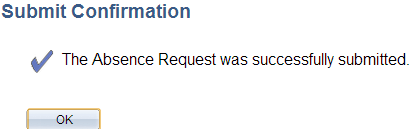 Submit Confirmation
The Absence Request was successfully submitted.
OK